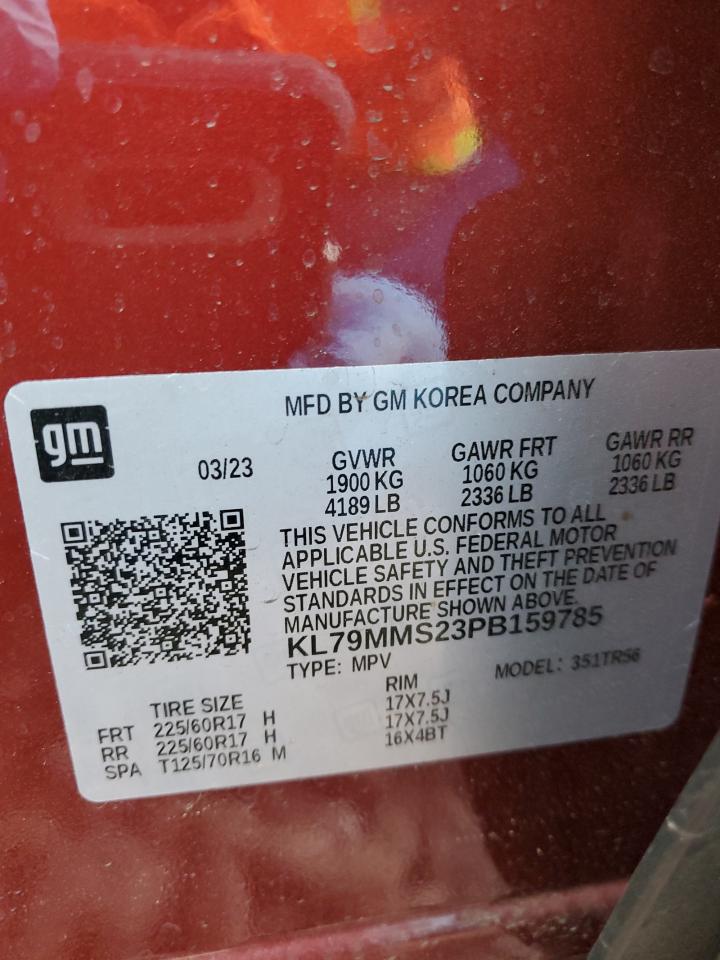 MFD BY GM KOREA COMPANY
gm
03/23
GVWR GAWR FRT GAWR RR
1900 KG 1060 KG 1060 KG
4189 LB 2336 LB 2336 LB
THIS VEHICLE CONFORMS TO ALL
APPLICABLE U.S. FEDERAL MOTOR
VEHICLE SAFETY AND THEFT PREVENTION
STANDARDS IN EFFECT ON THE DATE OF
MANUFACTURE SHOWN ABOVE.
KL79MMS23PB159785
TYPE: MPV MODEL: 351TR56
TIRE SIZE RIM
FRT 225/60R17 H 17X7.5J
RR 225/60R17 H 17X7.5J
SPA T125/70R16 M 16X4BT